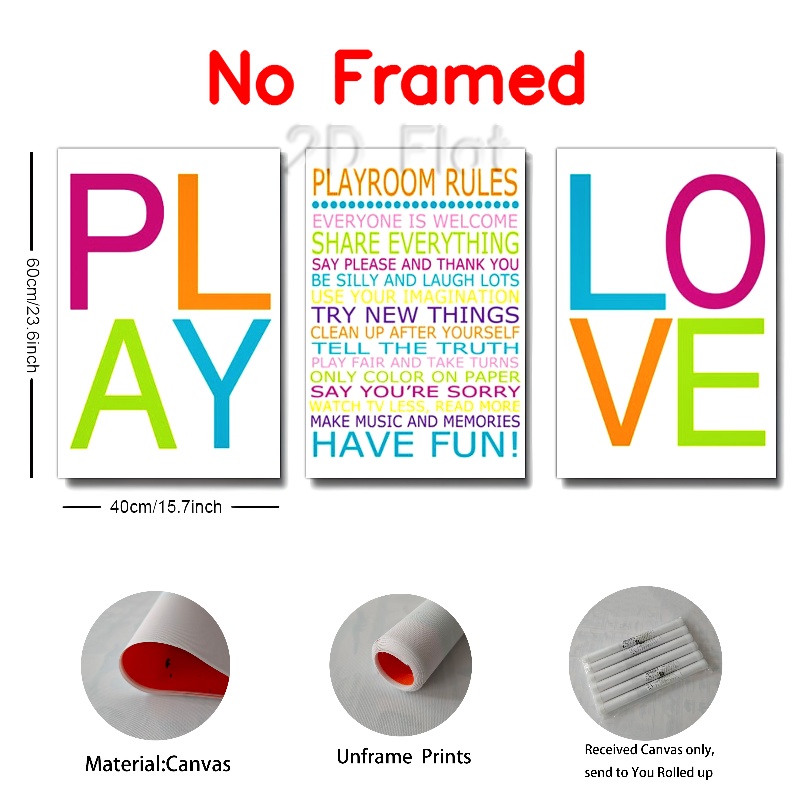 No Framed
2D Flat
60cm/23.6inch
PL
AY
PLAYROOM RULES
EVERYONE IS WELCOME
SHARE EVERYTHING
SAY PLEASE AND THANK YOU
BE SILLY AND LAUGH LOTS
USE YOUR IMAGINATION
TRY NEW THINGS
CLEAN UP AFTER YOURSELF
TELL THE TRUTH
PLAY FAIR AND TAKE TURNS
ONLY COLOR ON PAPER
SAY YOU'RE SORRY
WATCH TV LESS, READ MORE
MAKE MUSIC AND MEMORIES
HAVE FUN!
LO
VE
40cm/15.7inch
Material:Canvas
Unframe Prints
Received Canvas only,
send to You Rolled up